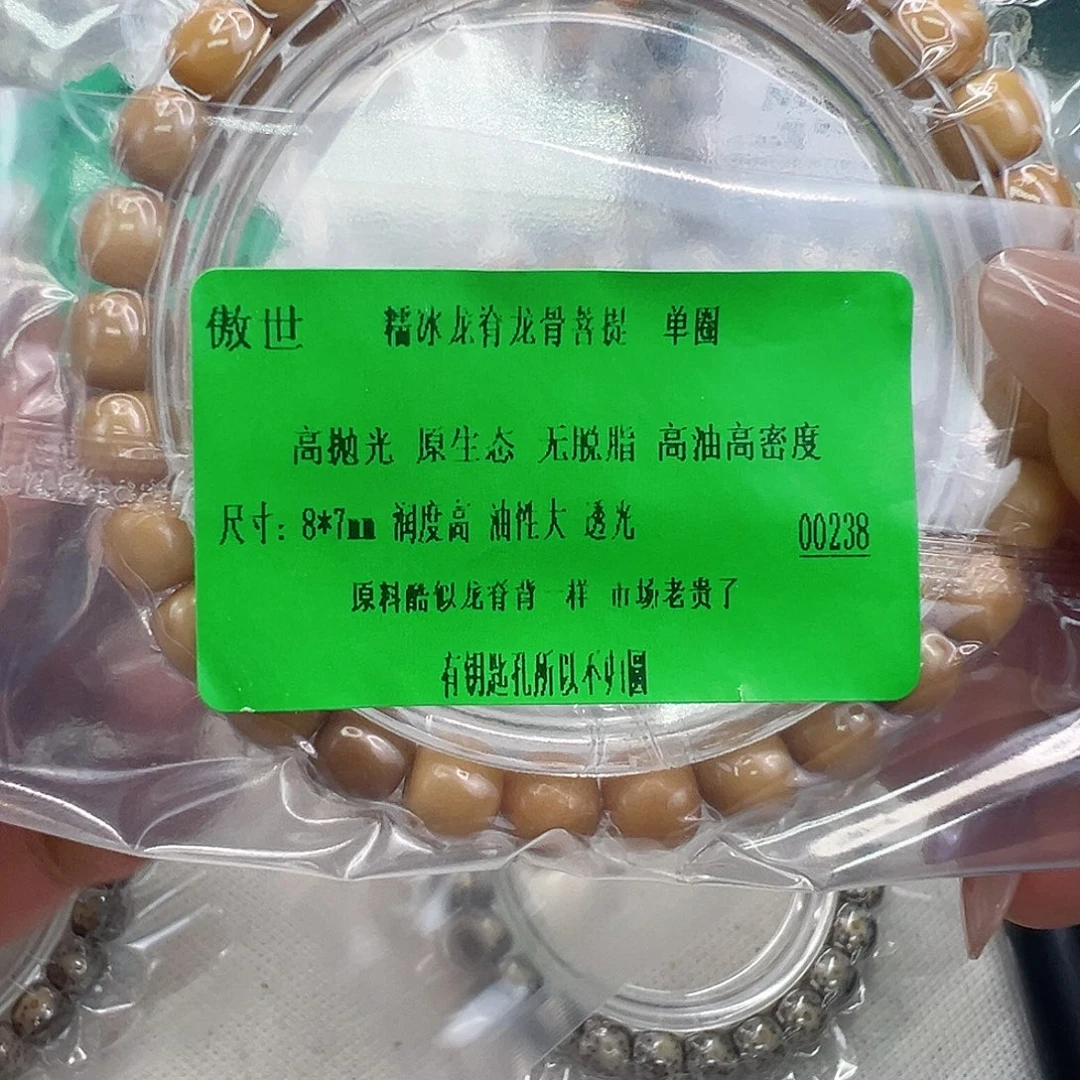 傲世 糯冰龙脊龙骨菩提 单圈
高抛光 原生态 无脱脂 高油高密度
尺寸: 8*7mm 润度高 油性大 透光 00238
原料酷似龙脊背一样 市场老贵了
有钥匙孔所以不归圆